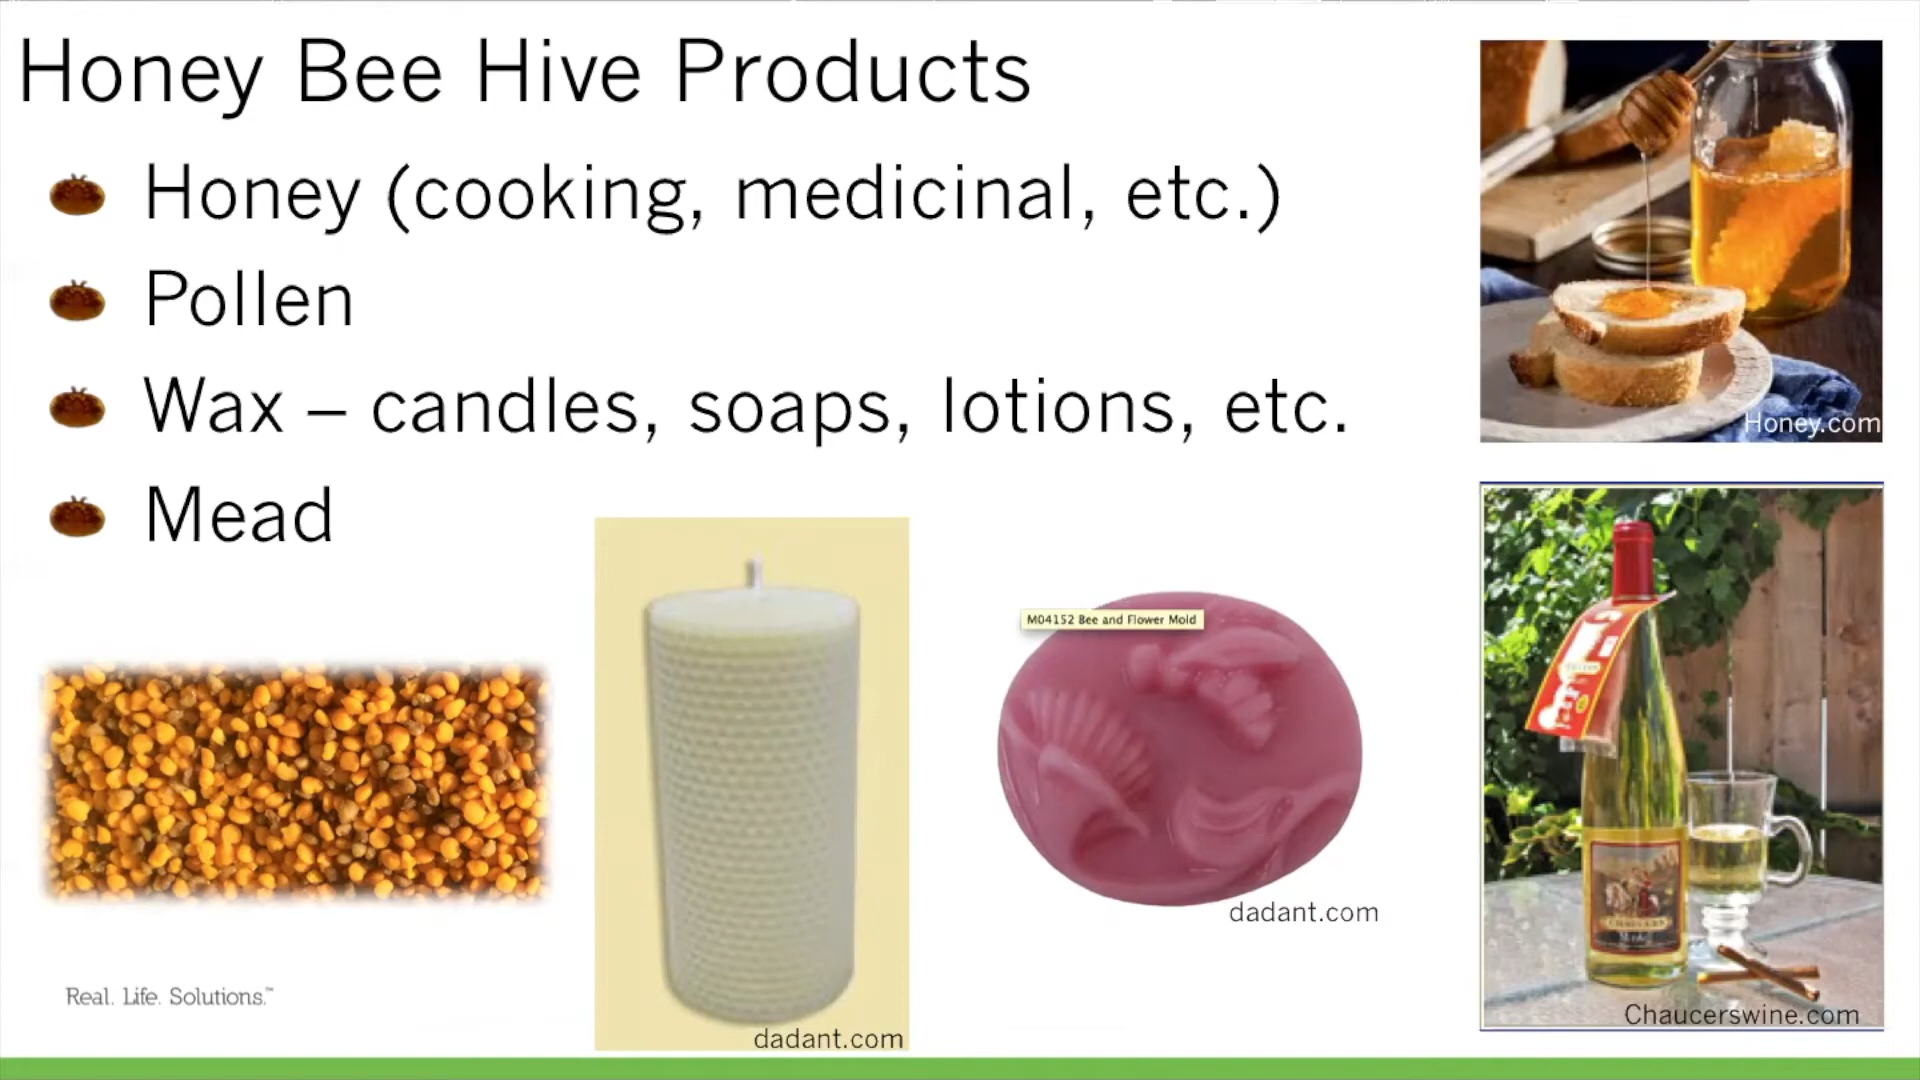 Honey Bee Hive Products
Honey (cooking, medicinal, etc.)
Pollen
Wax – candles, soaps, lotions, etc.
Mead
Honey.com
M04152 Bee and Flower Mold
dadant.com
dadant.com
Chaucerswine.com
Real. Life. Solutions.™